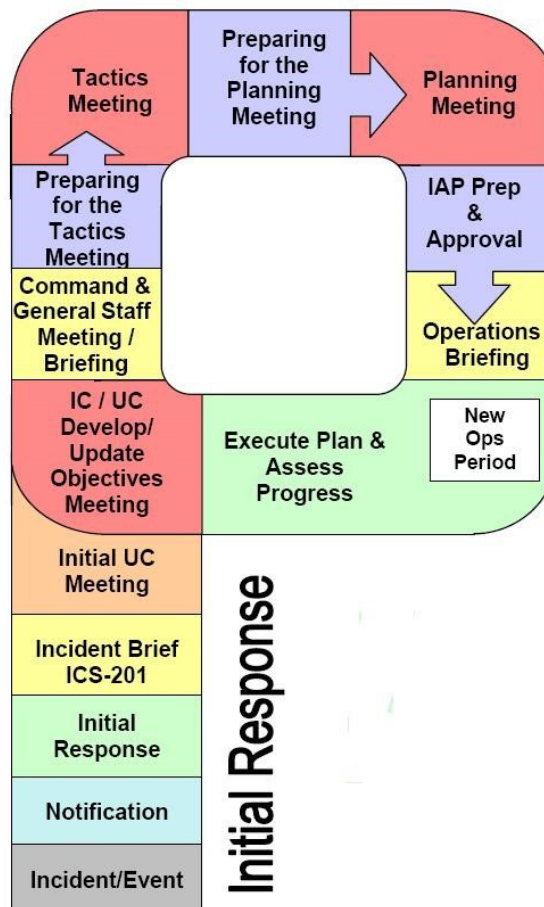 Tactics
Meeting
Preparing
for the
Planning
Meeting
Planning
Meeting
Preparing
for the
Tactics
Meeting
IAP Prep
&
Approval
Command &
General Staff
Meeting /
Briefing
Operations
Briefing
IC / UC
Develop/
Update
Objectives
Meeting
Execute Plan &
Assess
Progress
New
Ops
Period
Initial UC
Meeting
Incident Brief
ICS-201
Initial
Response
Notification
Incident/Event
Initial Response